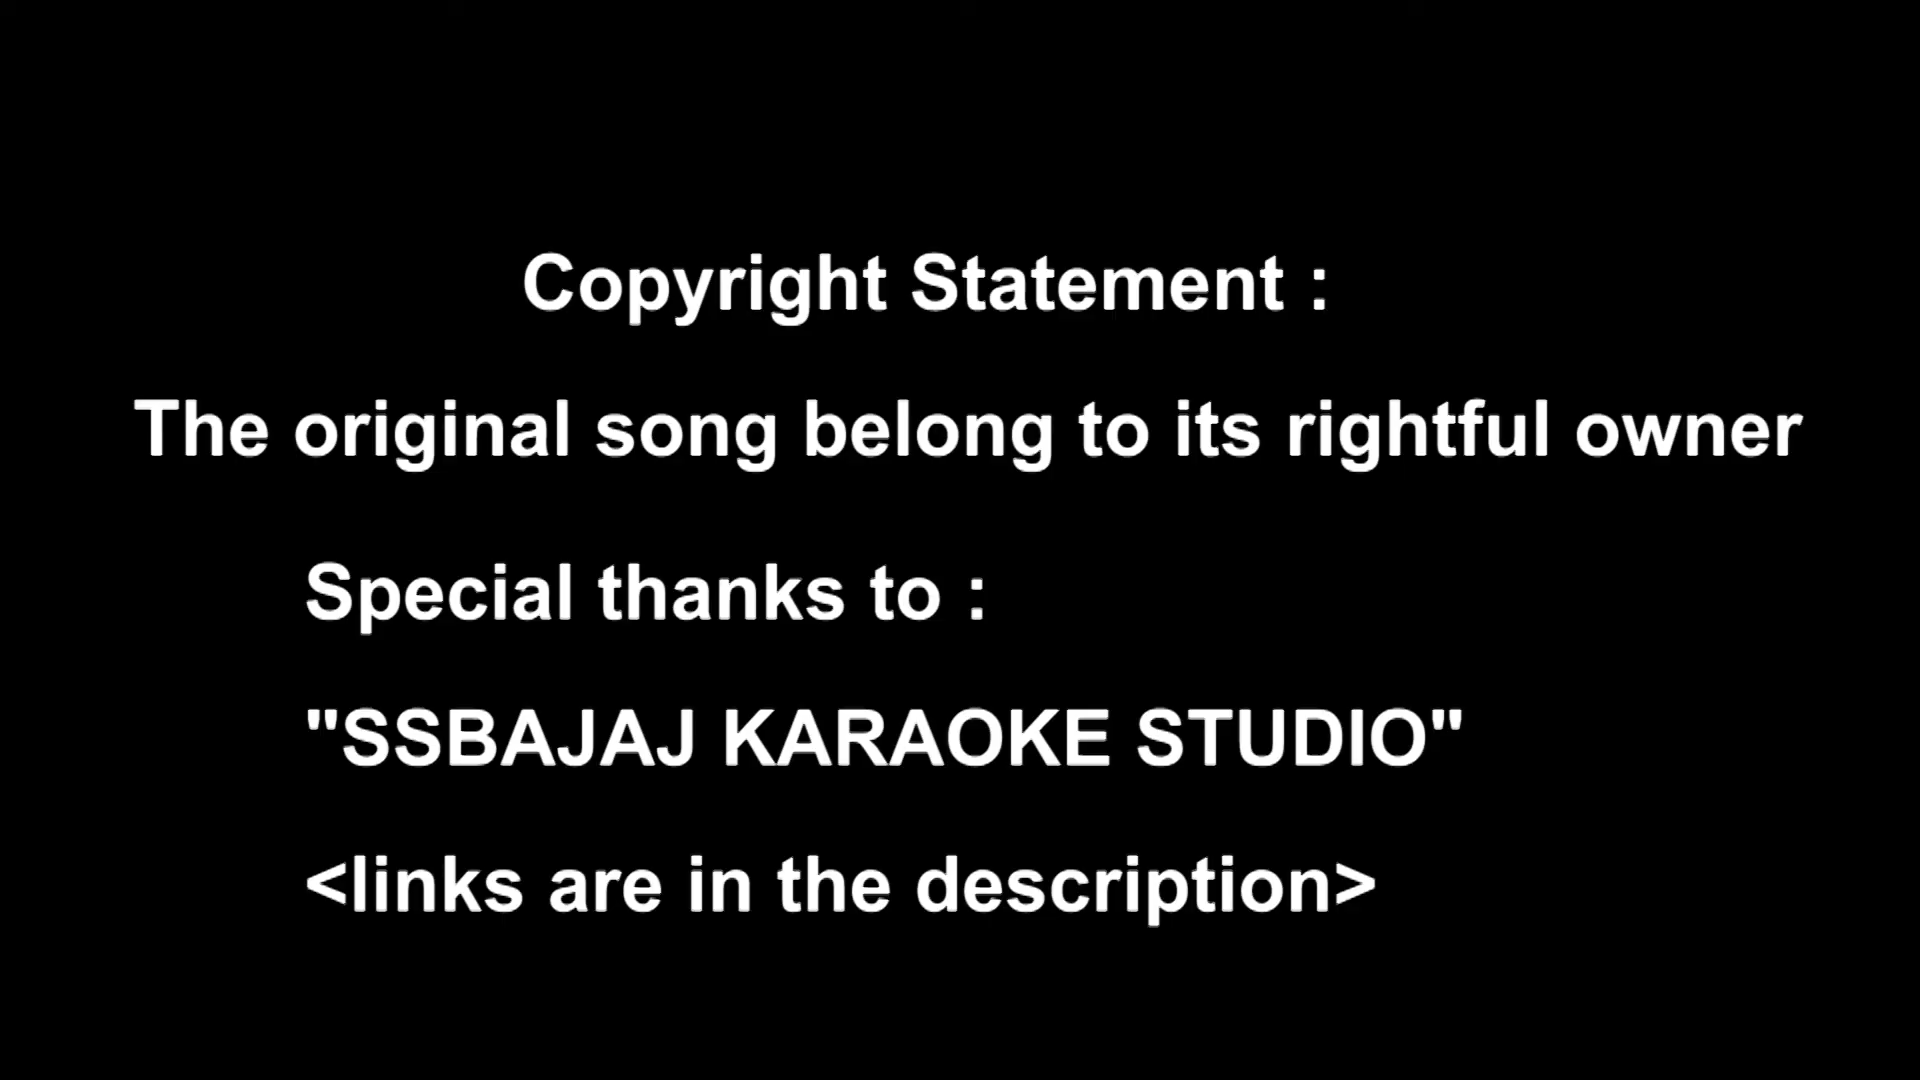 Copyright Statement :
The original song belong to its rightful owner
Special thanks to :
"SSBAJAJ KARAOKE STUDIO"
<links are in the description>